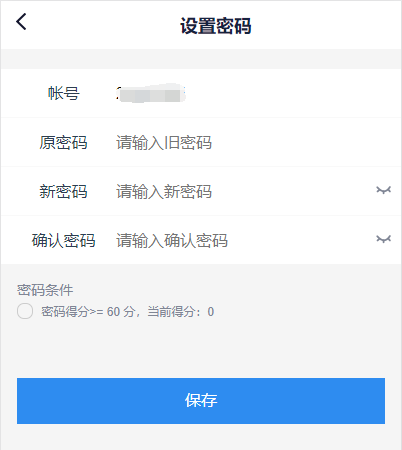 设置密码
帐号
原密码 请输入旧密码
新密码 请输入新密码
确认密码 请输入确认密码
密码条件
密码得分>= 60 分，当前得分：0
保存